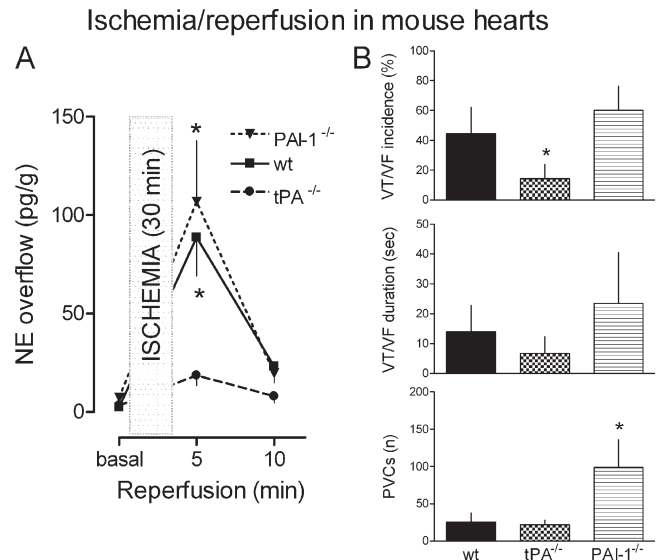 Ischemia/reperfusion in mouse hearts
A
NE overflow (pg/g)
150
100
50
0
ISCHEMIA (30 min)
*
*
PAI-1 -/-
wt
tPA -/-
basal 5 10
Reperfusion (min)
B
VT/VF incidence (%)
100
80
60
40
20
0
*
VT/VF duration (sec)
50
40
30
20
10
0
PVCs (n)
200
150
100
50
0
*
wt tPA-/- PAI-1-/-